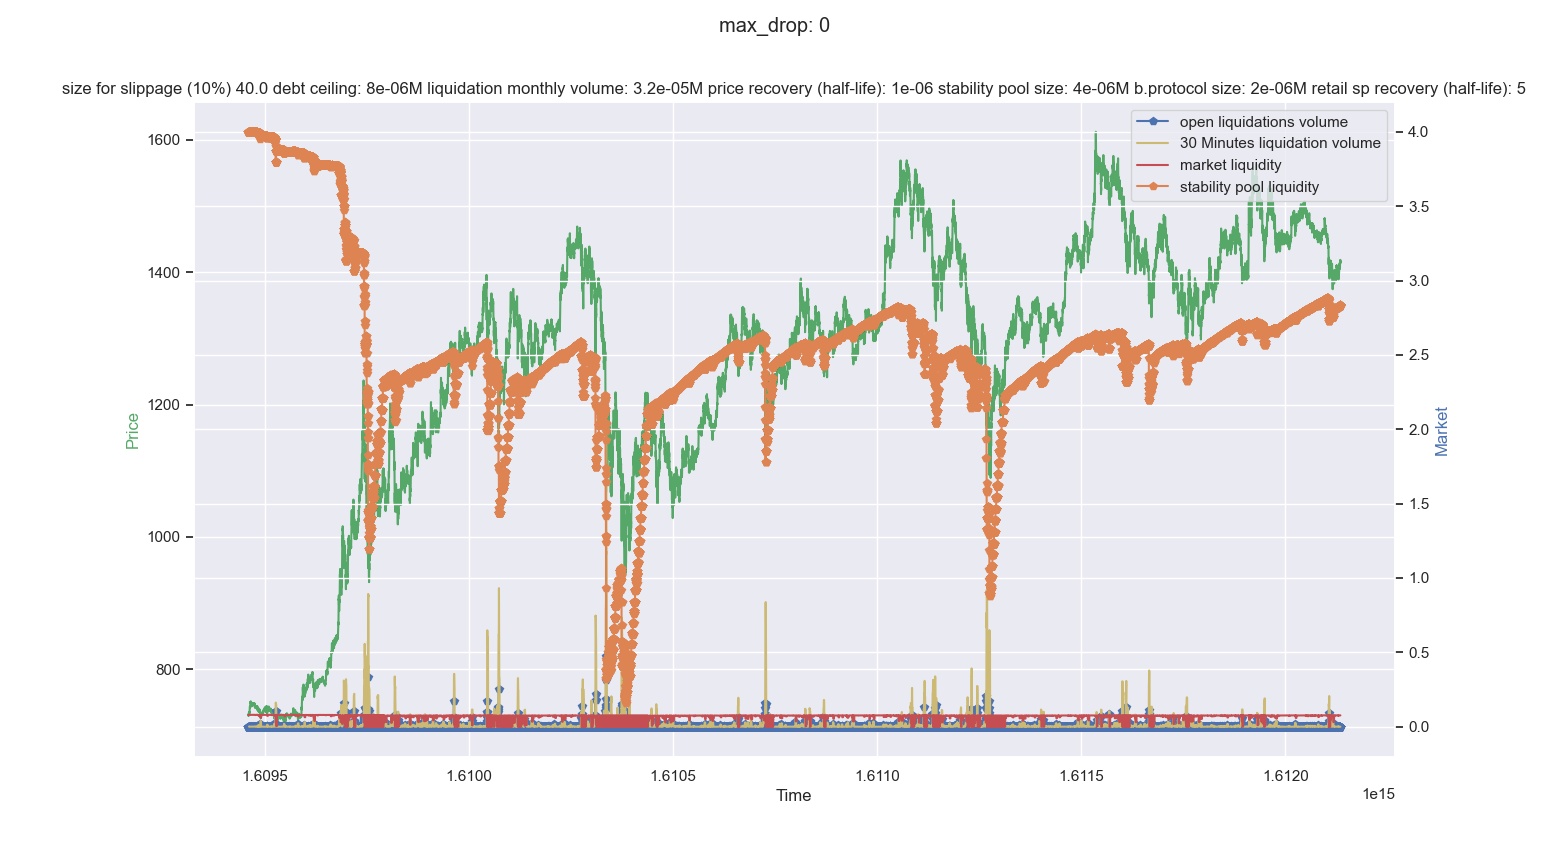 max_drop: 0
size for slippage (10%) 40.0 debt ceiling: 8e-06M liquidation monthly volume: 3.2e-05M price recovery (half-life): 1e-06 stability pool size: 4e-06M b.protocol size: 2e-06M retail sp recovery (half-life): 5
open liquidations volume
30 Minutes liquidation volume
market liquidity
stability pool liquidity
1600
1400
1200
1000
800
Price
4.0
3.5
3.0
2.5
2.0
1.5
1.0
0.5
0.0
Market
1.6095
1.6100
1.6105
1.6110
1.6115
1.6120
Time
1e15